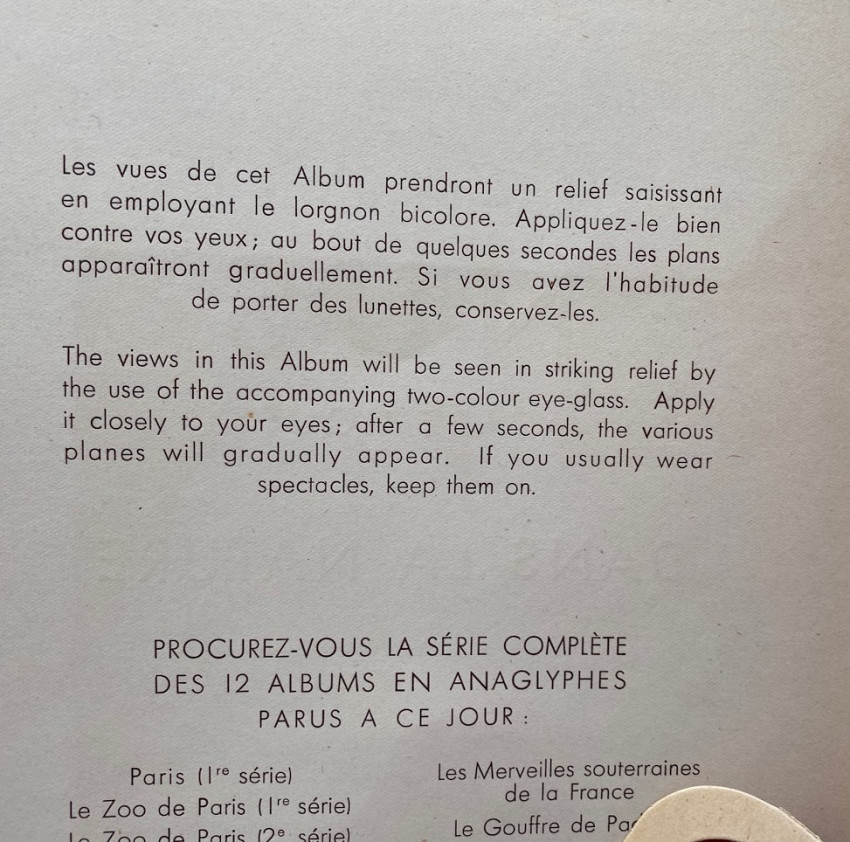 Les vues de cet Album prendront un relief saisissant
en employant le lorgnon bicolore. Appliquez-le bien
contre vos yeux ; au bout de quelques secondes les plans
apparaîtront graduellement. Si vous avez l'habitude
de porter des lunettes, conservez-les.
The views in this Album will be seen in striking relief by
the use of the accompanying two-colour eye-glass. Apply
it closely to your eyes ; after a few seconds, the various
planes will gradually appear. If you usually wear
spectacles, keep them on.
PROCUREZ-VOUS LA SÉRIE COMPLÈTE
DES 12 ALBUMS EN ANAGLYPHES
PARUS A CE JOUR :
Paris (1re série)
Le Zoo de Paris (1re série)
Le Zoo de Paris (2e série)
Les Merveilles souterraines
de la France
Le Gouffre de